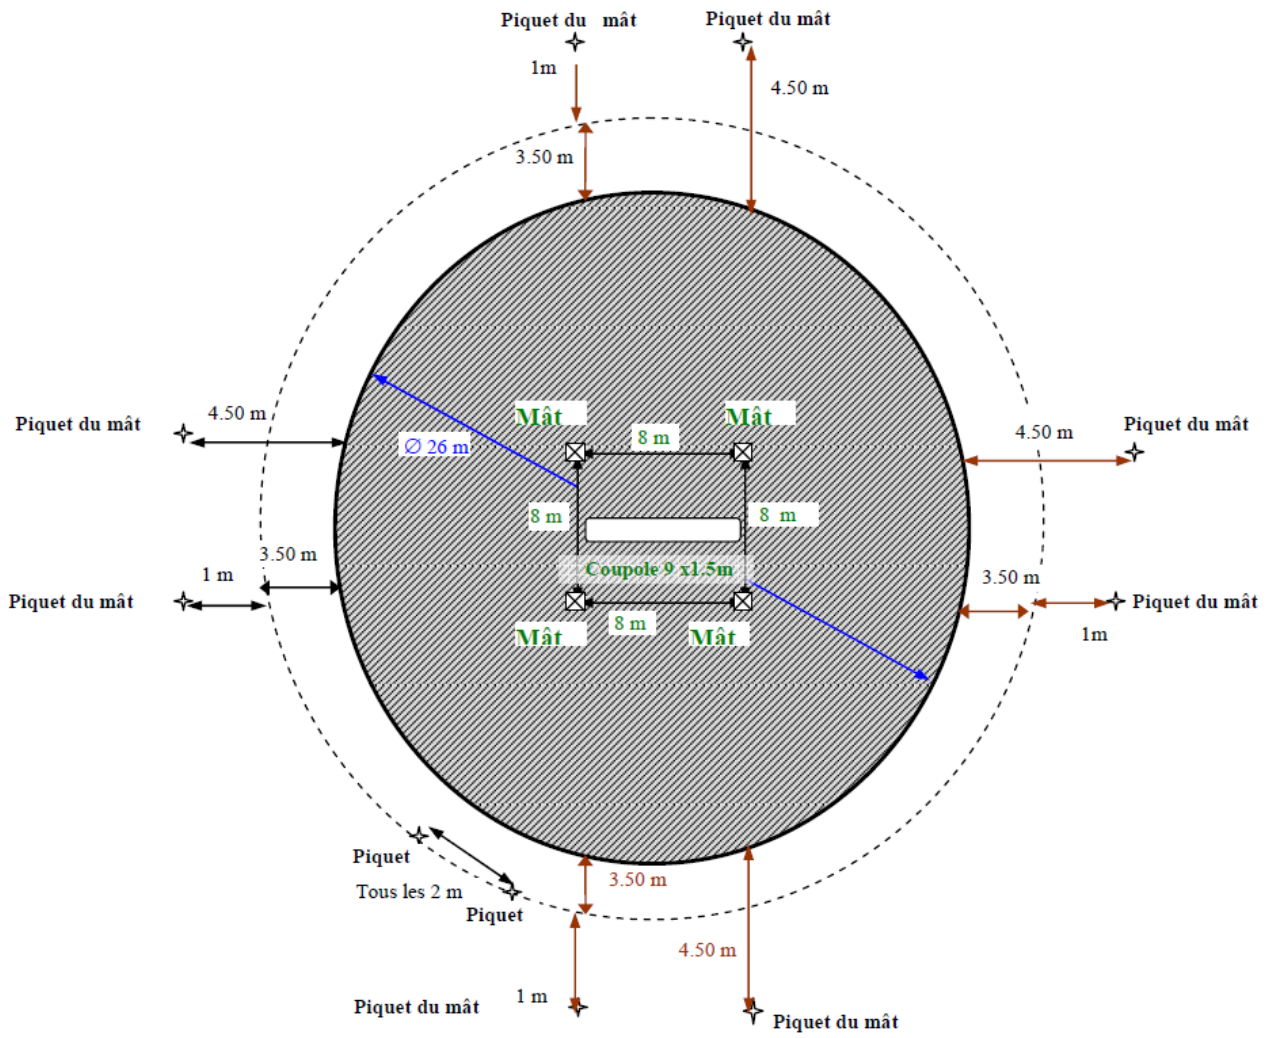 Piquet du mât
Piquet du mât
1m
4.50 m
3.50 m
Mât
Mât
4.50 m
Piquet du mât
8 m
4.50 m
Piquet du mât
∅ 26 m
8 m
8 m
3.50 m
Coupole 9 x1.5m
1 m
3.50 m
Piquet du mât
Piquet du mât
8 m
1m
Mât
Mât
Piquet
Tous les 2 m
Piquet
3.50 m
4.50 m
1 m
Piquet du mât
Piquet du mât